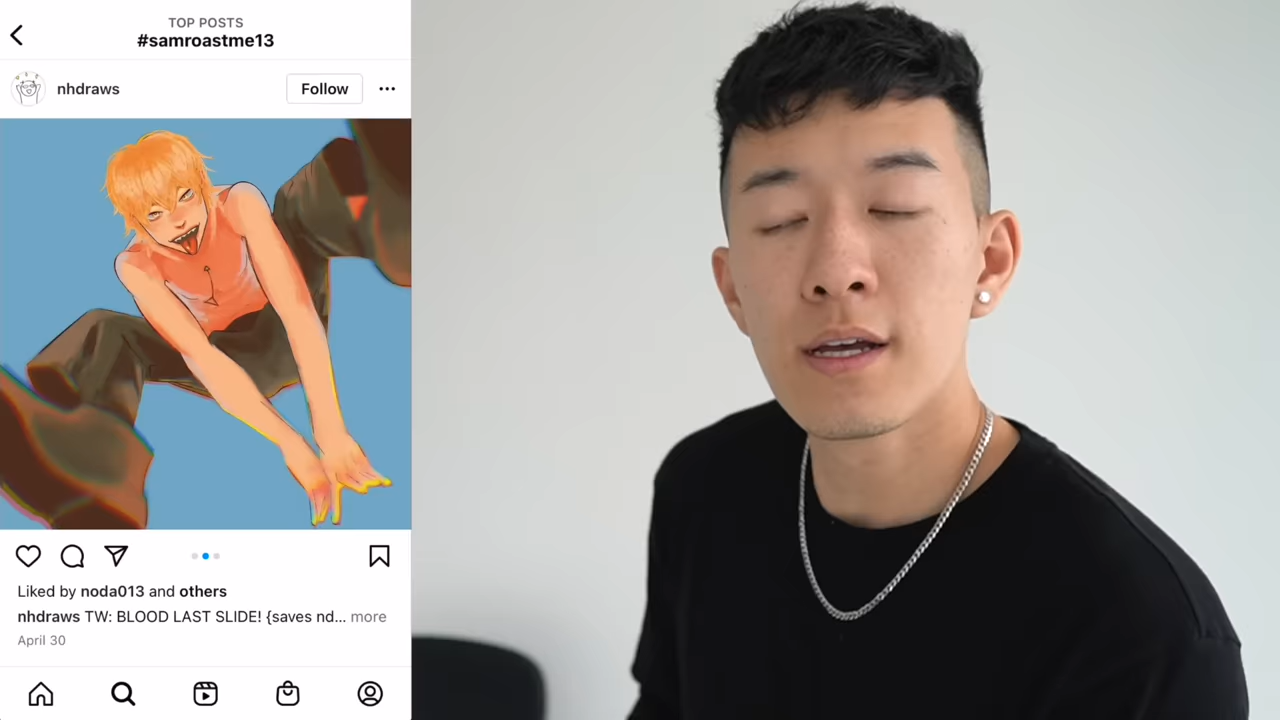 TOP POSTS
#samroastme13
nhdraws
Follow
Liked by noda013 and others
nhdraws TW: BLOOD LAST SLIDE! {saves nd... more
April 30